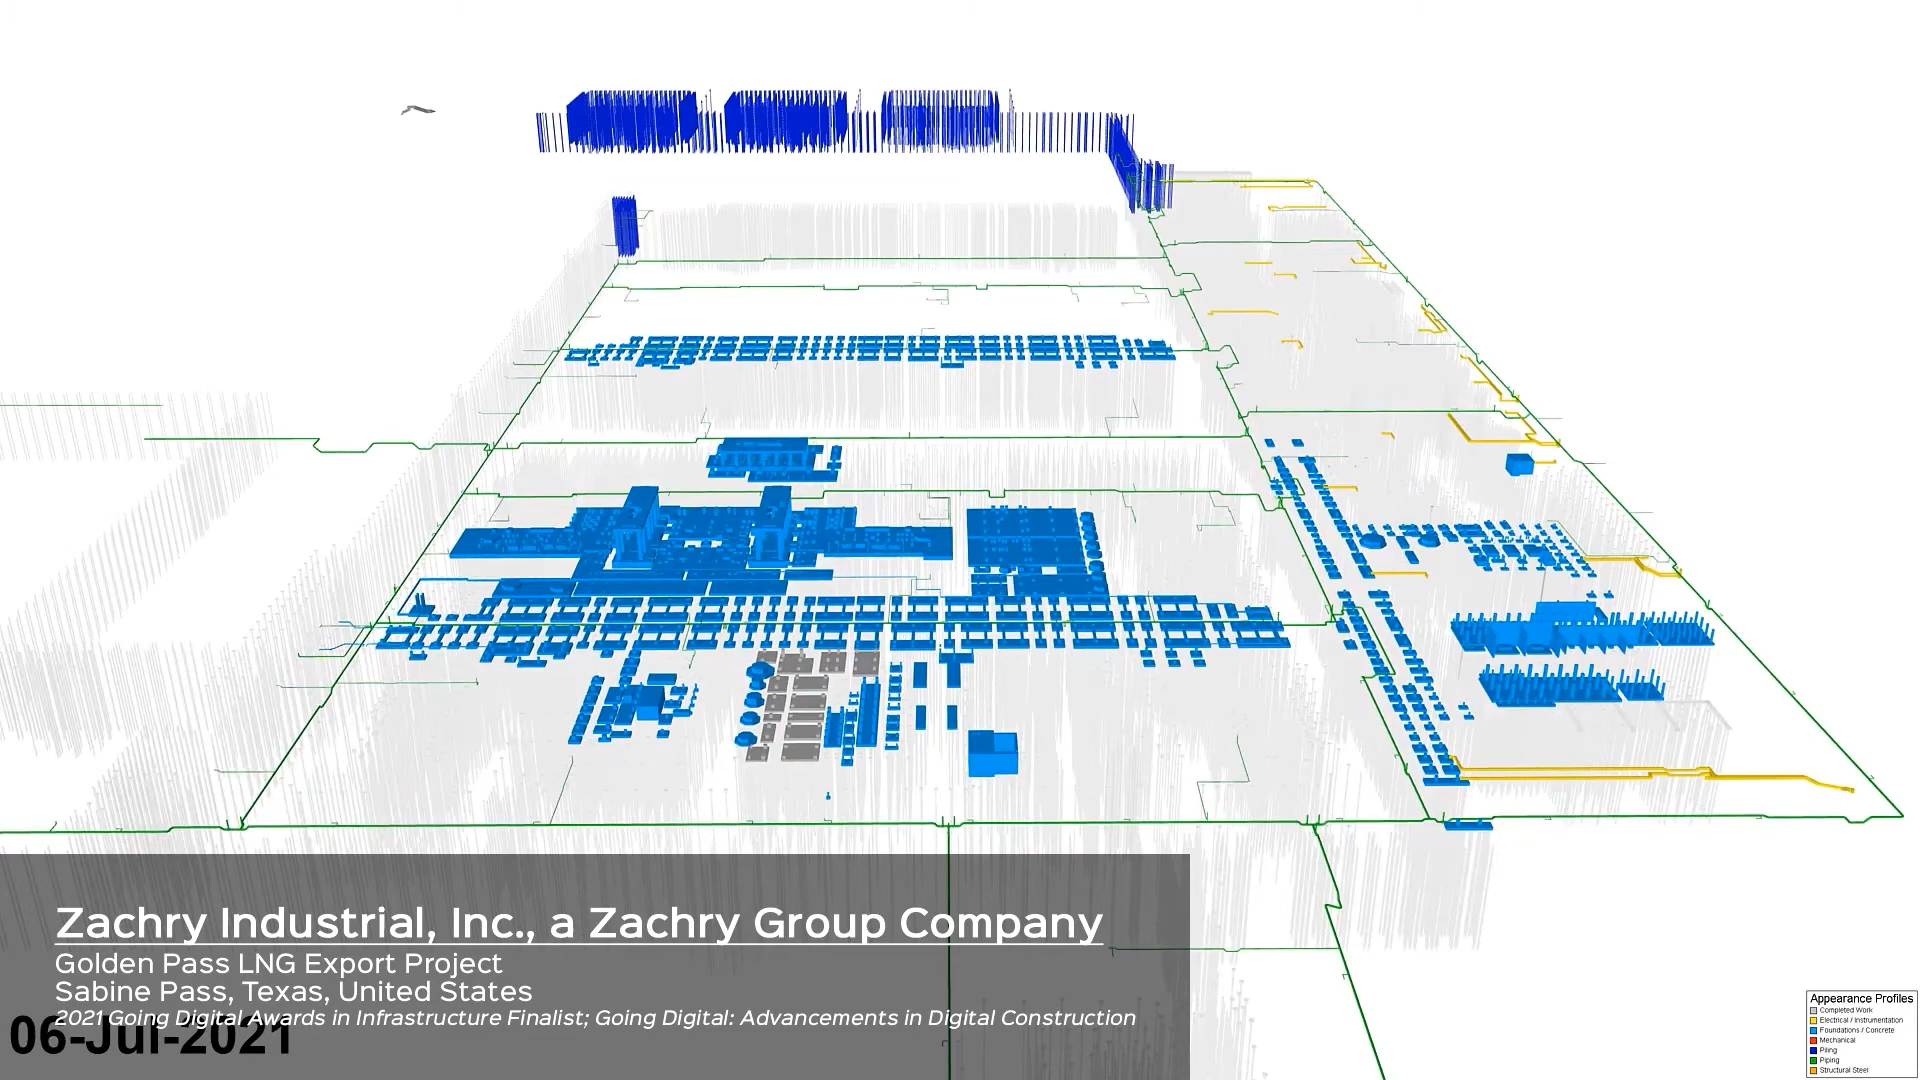 Zachry Industrial, Inc., a Zachry Group Company
Golden Pass LNG Export Project
Sabine Pass, Texas, United States
2021 Going Digital Awards in Infrastructure Finalist; Going Digital: Advancements in Digital Construction
06-Jul-2021
Appearance Profiles
Completed Work
Electrical / Instrumentation
Foundations / Concrete
Mechanical
Piling
Piping
Structural Steel